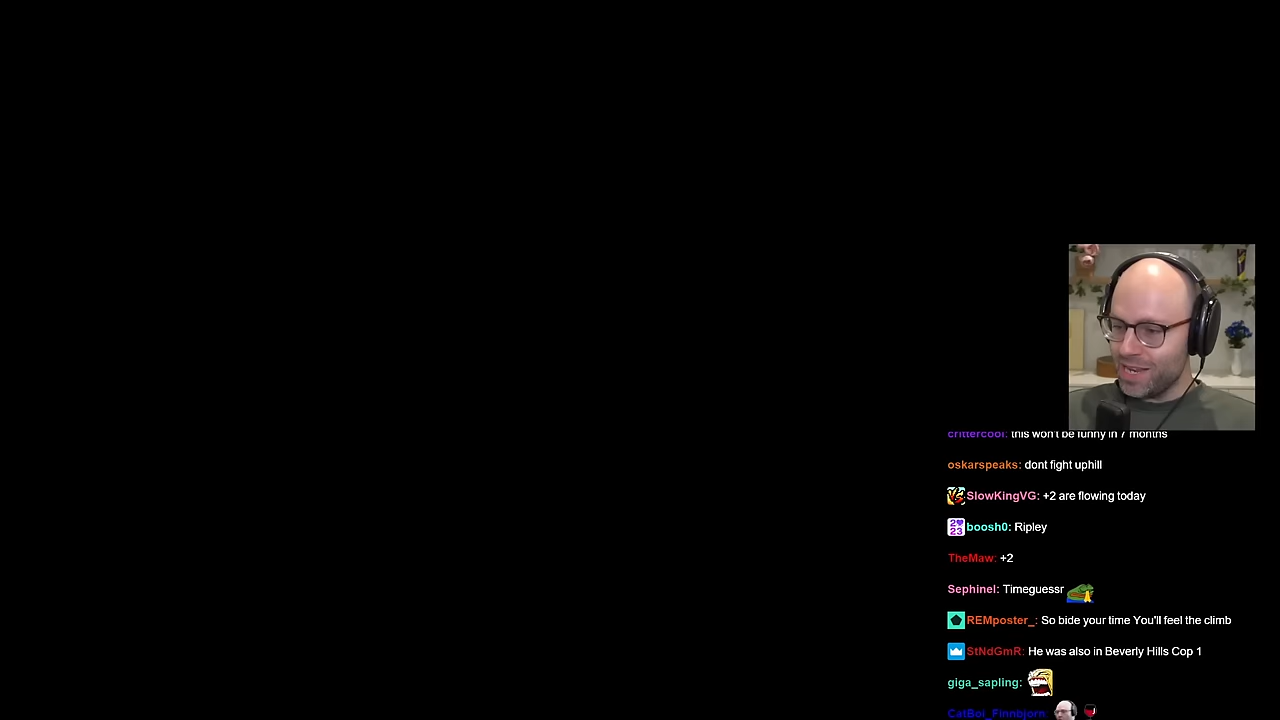 crittercool: this won't be funny in 7 months
oskarspeaks: dont fight uphill
SlowKingVG: +2 are flowing today
2 23 boosh0: Ripley
TheMaw: +2
Sephinel: Timeguessr
REMposter_: So bide your time You'll feel the climb
StNdGmR: He was also in Beverly Hills Cop 1
giga_sapling:
CatBoi_Finnbjorn: